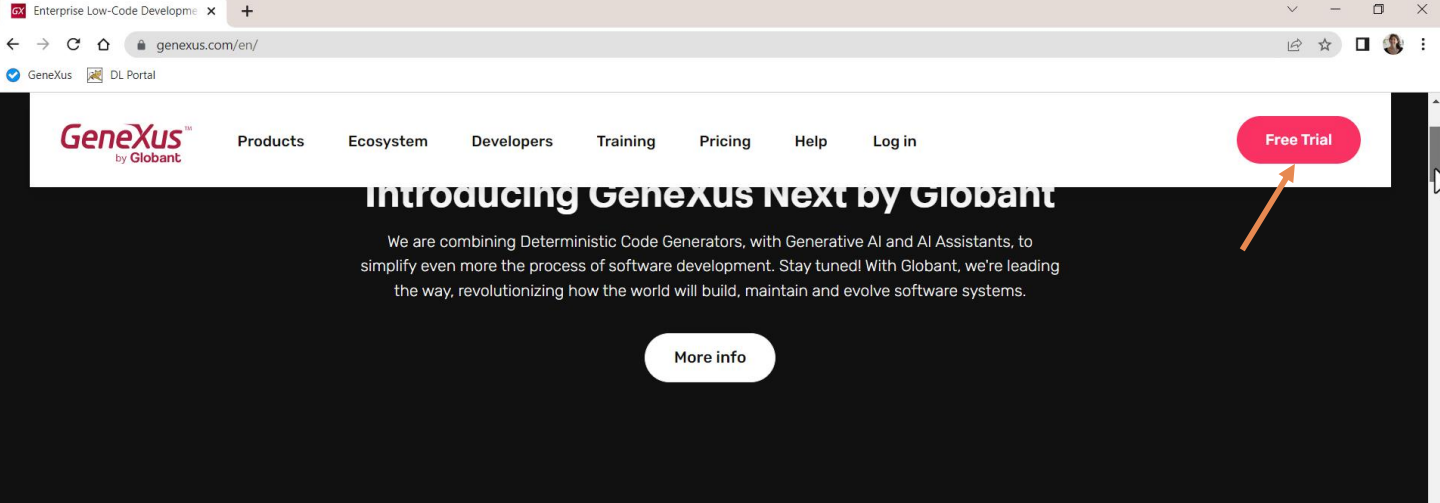 GX Enterprise Low-Code Developme
genexus.com/en/
GeneXus DL Portal
GeneXus™
by Globant
Products Ecosystem Developers Training Pricing Help Log in
Free Trial
Introducing GeneXus Next by Globant
We are combining Deterministic Code Generators, with Generative AI and AI Assistants, to
simplify even more the process of software development. Stay tuned! With Globant, we're leading
the way, revolutionizing how the world will build, maintain and evolve software systems.
More info